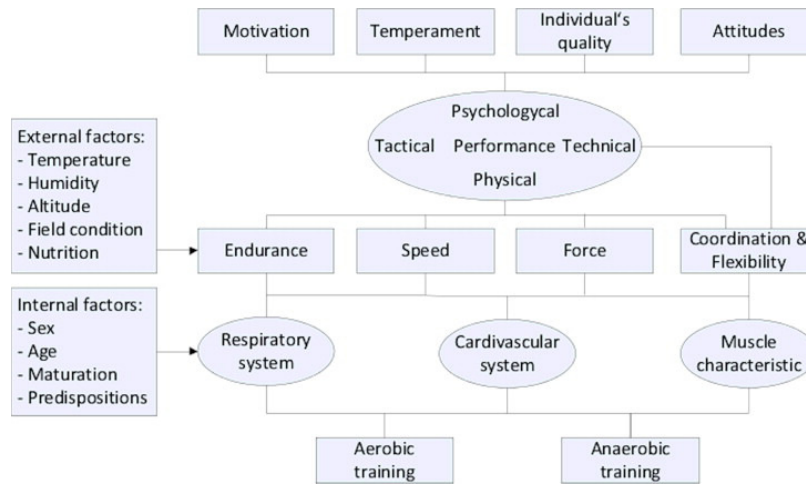 Motivation
Temperament
Individual‘s
quality
Attitudes
Psychologycal
Tactical Performance Technical
Physical
External factors:
- Temperature
- Humidity
- Altitude
- Field condition
- Nutrition
Endurance
Speed
Force
Coordination &
Flexibility
Internal factors:
- Sex
- Age
- Maturation
- Predispositions
Respiratory
system
Cardivascular
system
Muscle
characteristic
Aerobic
training
Anaerobic
training